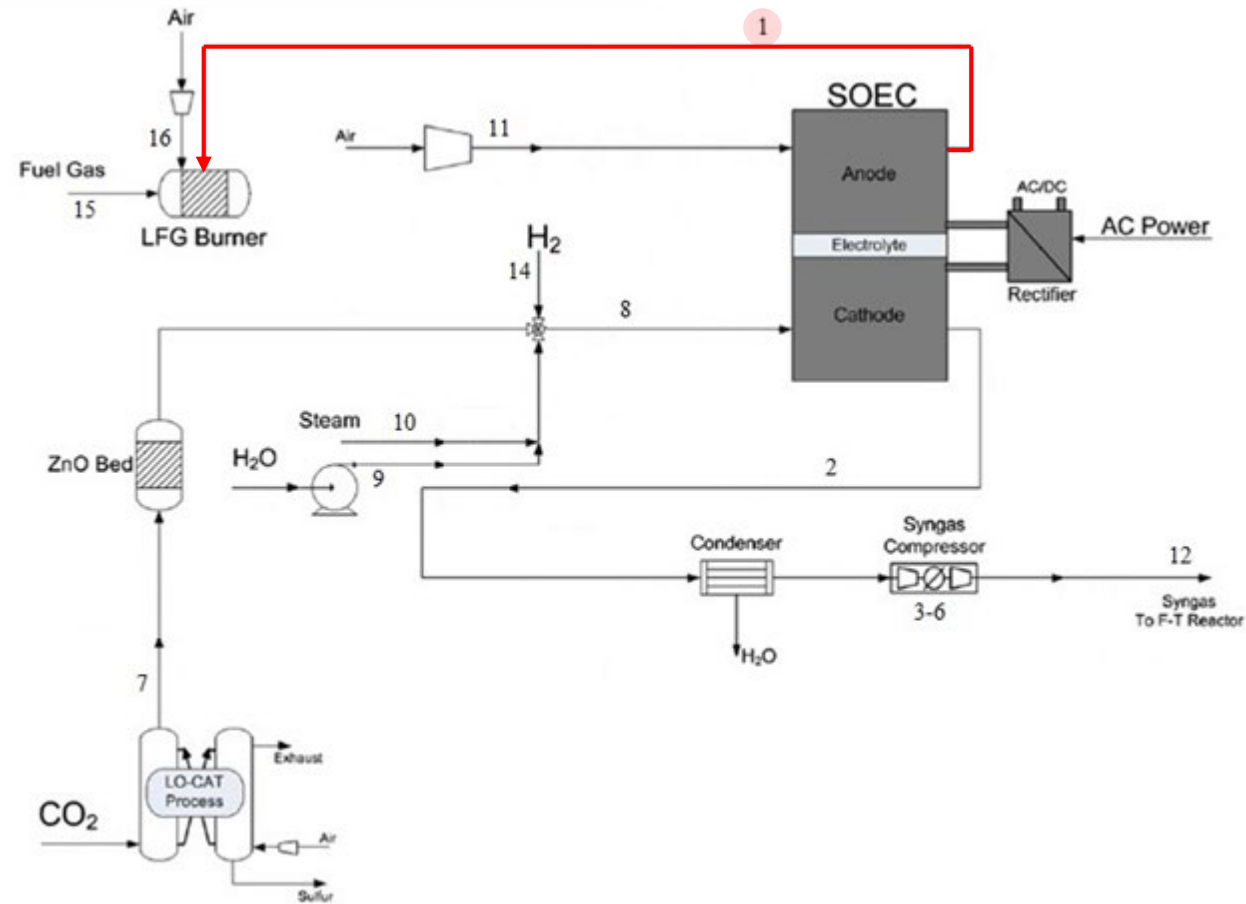 Air
1
SOEC
16
Air
11
Fuel Gas
15
LFG Burner
Anode
AC/DC
AC Power
H₂
14
Electrolyte
Rectifier
8
Cathode
Steam
10
ZnO Bed
H₂O
9
2
Condenser
Syngas
Compressor
12
3-6
Syngas
To F-T Reactor
H₂O
7
Exhaust
LO-CAT
Process
CO₂
Air
Sulfur